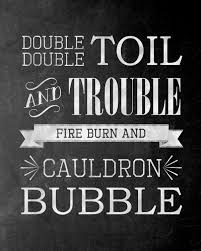 DOUBLE
DOUBLE TOIL
AND TROUBLE
FIRE BURN AND
CAULDRON
BUBBLE